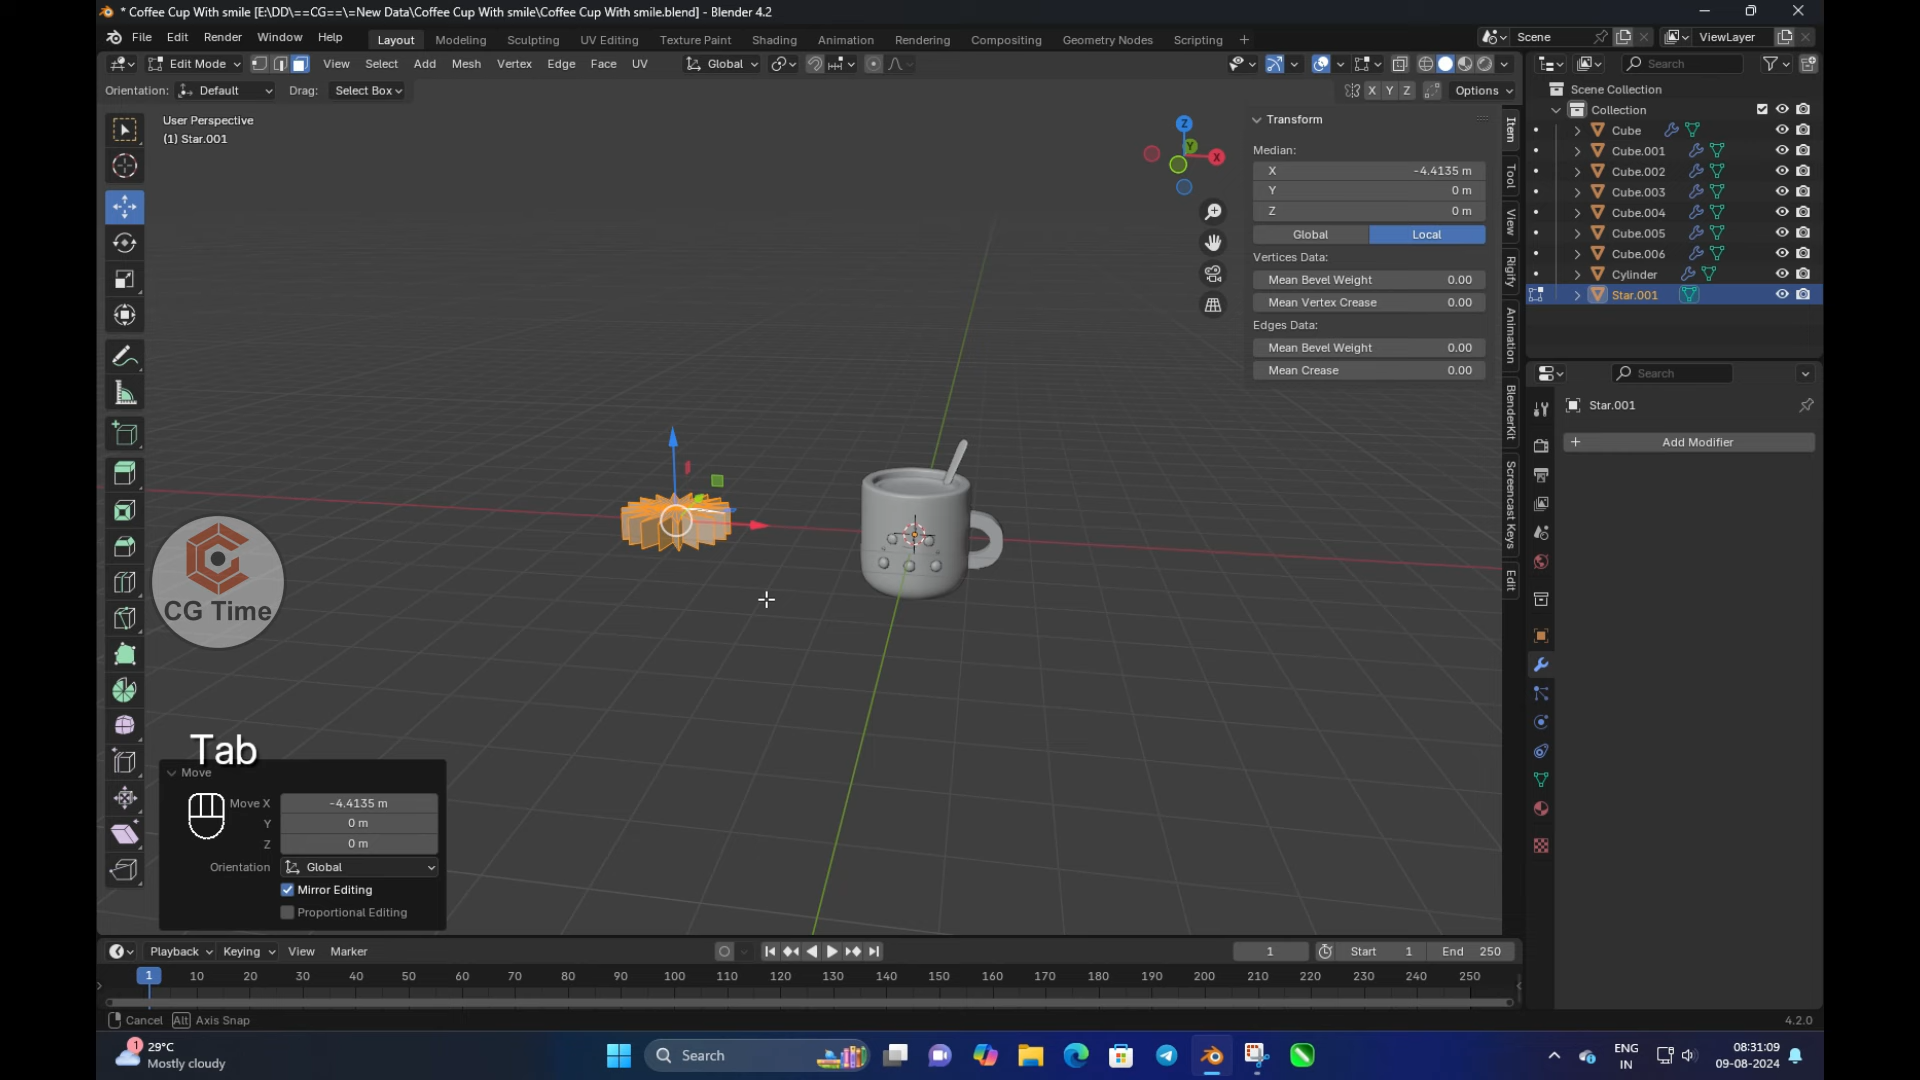 * Coffee Cup With smile [E:\DD\==CG==\=New Data\Coffee Cup With smile\Coffee Cup With smile.blend] - Blender 4.2
File Edit Render Window Help
Layout Modeling Sculpting UV Editing Texture Paint Shading Animation Rendering Compositing Geometry Nodes Scripting +
Scene ViewLayer
Edit Mode View Select Add Mesh Vertex Edge Face UV Global
Search
Orientation: Default Drag: Select Box
X Y Z Options
Scene Collection
Collection
Cube
Cube.001
Cube.002
Cube.003
Cube.004
Cube.005
Cube.006
Cylinder
Star.001
User Perspective
(1) Star.001
Z
Y
X
Transform
Median:
X -4.4135 m
Y 0 m
Z 0 m
Global Local
Vertices Data:
Mean Bevel Weight 0.00
Mean Vertex Crease 0.00
Edges Data:
Mean Bevel Weight 0.00
Mean Crease 0.00
Item
Tool
View
Rigify
Animation
BlenderKit
Screencast Keys
Edit
Search
Star.001
+ Add Modifier
CG Time
Tab
Move
Move X -4.4135 m
Y 0 m
Z 0 m
Orientation Global
Mirror Editing
Proportional Editing
Playback Keying View Marker
1 Start 1 End 250
1 10 20 30 40 50 60 70 80 90 100 110 120 130 140 150 160 170 180 190 200 210 220 230 240 250
Cancel Alt Axis Snap
4.2.0
1
29°C
Mostly cloudy
Search
ENG
IN
08:31:09
09-08-2024